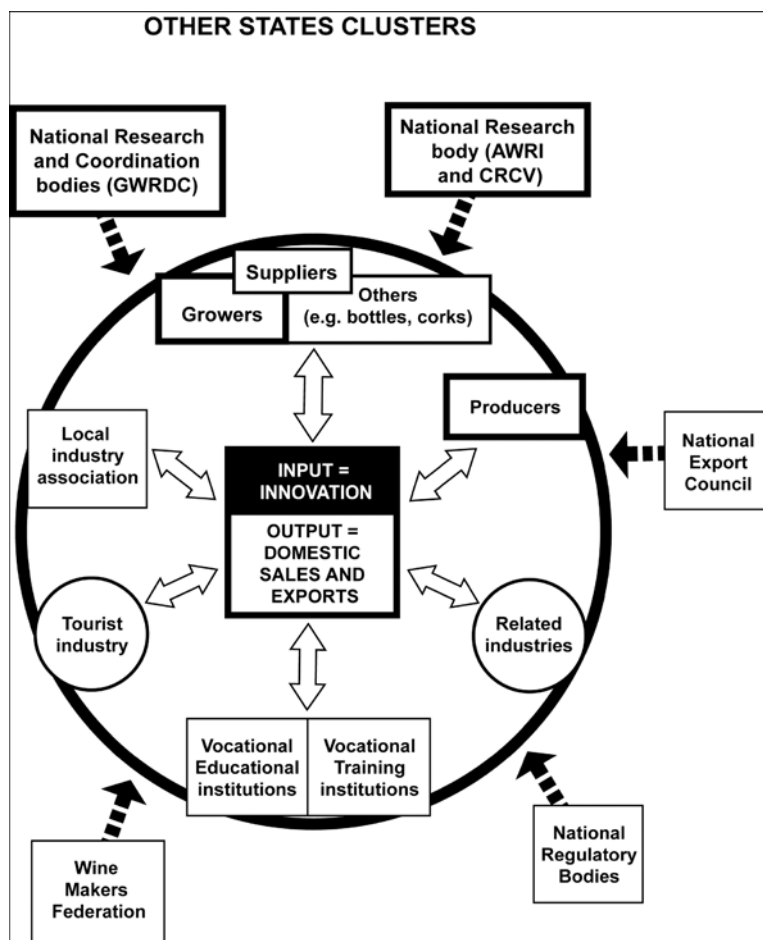 OTHER STATES CLUSTERS
National Research
and Coordination
bodies (GWRDC)
National Research
body (AWRI
and CRCV)
Suppliers
Growers
Others
(e.g. bottles, corks)
Producers
Local
industry
association
National
Export
Council
INPUT =
INNOVATION
OUTPUT =
DOMESTIC
SALES AND
EXPORTS
Tourist
industry
Related
industries
Vocational
Educational
institutions
Vocational
Training
institutions
Wine
Makers
Federation
National
Regulatory
Bodies